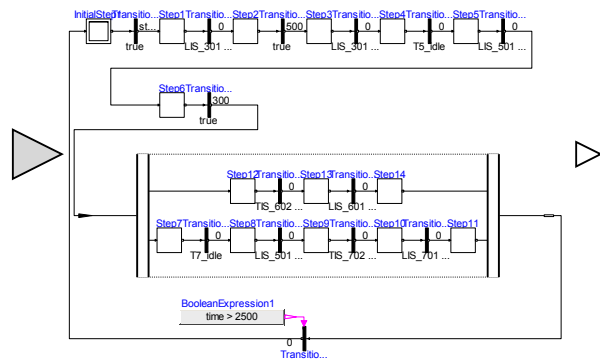 InitialStep1 Transitio... Step1 Transitio... Step2 Transitio... Step3 Transitio... Step4 Transitio... Step5 Transitio...
st... 0 500 0 0 0
true LIS_301 ... true LIS_301 ... T5_idle LIS_501 ...
Step6 Transitio...
300
true
Step12 Transitio... Step13 Transitio... Step14
0 0
TIS_602 ... LIS_601 ...
Step7 Transitio... Step8 Transitio... Step9 Transitio... Step10 Transitio... Step11
0 0 0 0
T7_idle LIS_501 ... TIS_702 ... LIS_701 ...
BooleanExpression1
time > 2500
0
Transitio...